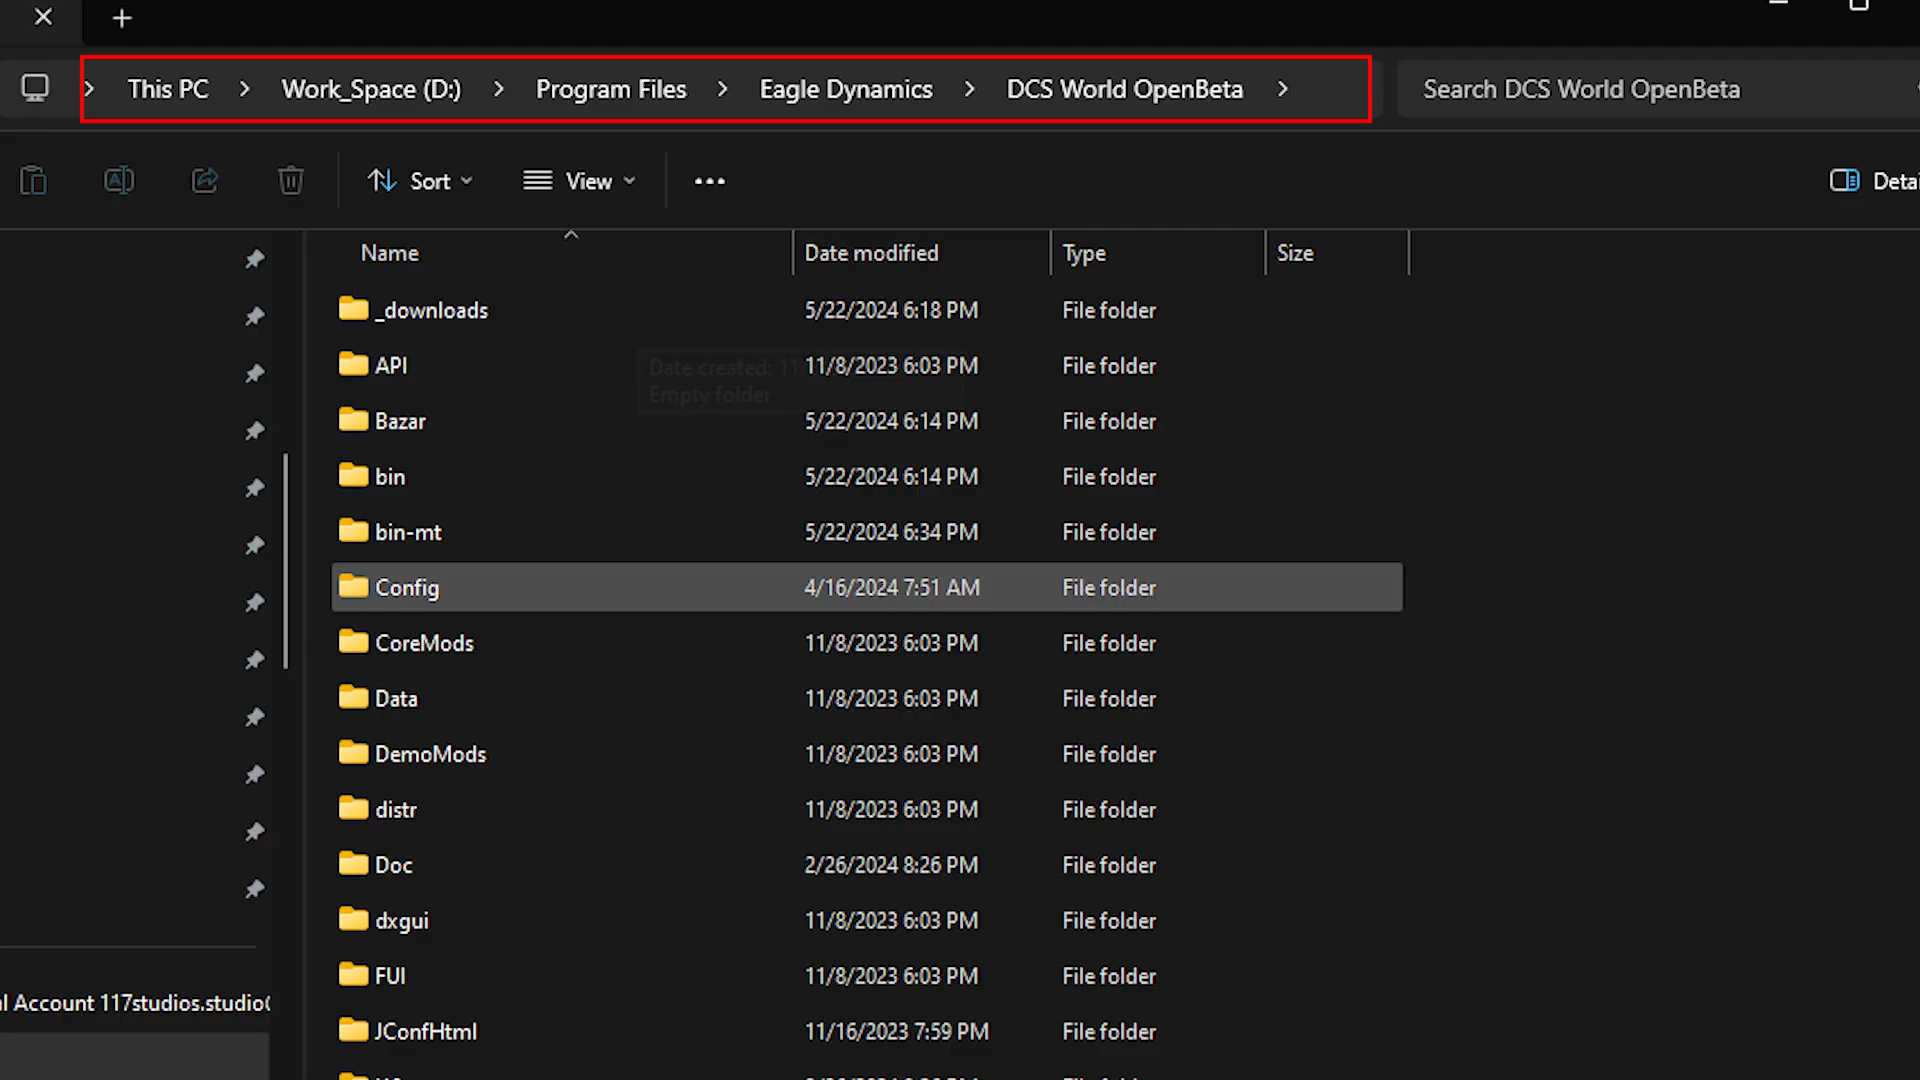 This PC > Work_Space (D:) > Program Files > Eagle Dynamics > DCS World OpenBeta >
Search DCS World OpenBeta
Sort View ... Detai
Name Date modified Type Size
_downloads 5/22/2024 6:18 PM File folder
API 11/8/2023 6:03 PM File folder
Date created: 11
Empty folder
Bazar 5/22/2024 6:14 PM File folder
bin 5/22/2024 6:14 PM File folder
bin-mt 5/22/2024 6:34 PM File folder
Config 4/16/2024 7:51 AM File folder
CoreMods 11/8/2023 6:03 PM File folder
Data 11/8/2023 6:03 PM File folder
DemoMods 11/8/2023 6:03 PM File folder
distr 11/8/2023 6:03 PM File folder
Doc 2/26/2024 8:26 PM File folder
dxgui 11/8/2023 6:03 PM File folder
FUI 11/8/2023 6:03 PM File folder
l Account 117studios.studio
JConfHtml 11/16/2023 7:59 PM File folder